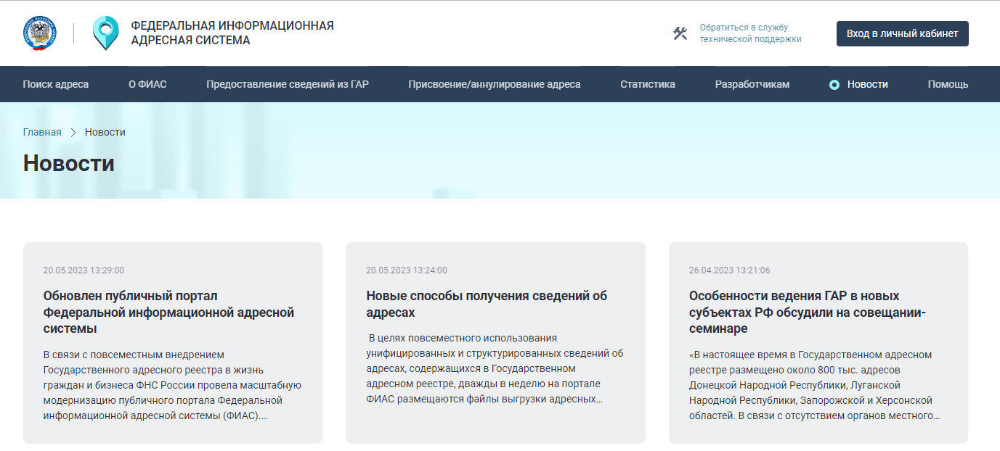 ФЕДЕРАЛЬНАЯ ИНФОРМАЦИОННАЯ
АДРЕСНАЯ СИСТЕМА
Обратиться в службу
технической поддержки
Вход в личный кабинет
Поиск адреса
О ФИАС
Предоставление сведений из ГАР
Присвоение/аннулирование адреса
Статистика
Разработчикам
Новости
Помощь
Главная > Новости
Новости
20.05.2023 13:29:00
Обновлен публичный портал
Федеральной информационной адресной
системы
В связи с повсеместным внедрением
Государственного адресного реестра в жизнь
граждан и бизнеса ФНС России провела масштабную
модернизацию публичного портала Федеральной
информационной адресной системы (ФИАС)....
20.05.2023 13:24:00
Новые способы получения сведений об
адресах
В целях повсеместного использования
унифицированных и структурированных сведений об
адресах, содержащихся в Государственном
адресном реестре, дважды в неделю на портале
ФИАС размещаются файлы выгрузки адресных...
26.04.2023 13:21:06
Особенности ведения ГАР в новых
субъектах РФ обсудили на совещании-
семинаре
«В настоящее время в Государственном адресном
реестре размещено около 800 тыс. адресов
Донецкой Народной Республики, Луганской
Народной Республики, Запорожской и Херсонской
областей. В связи с отсутствием органов местного...